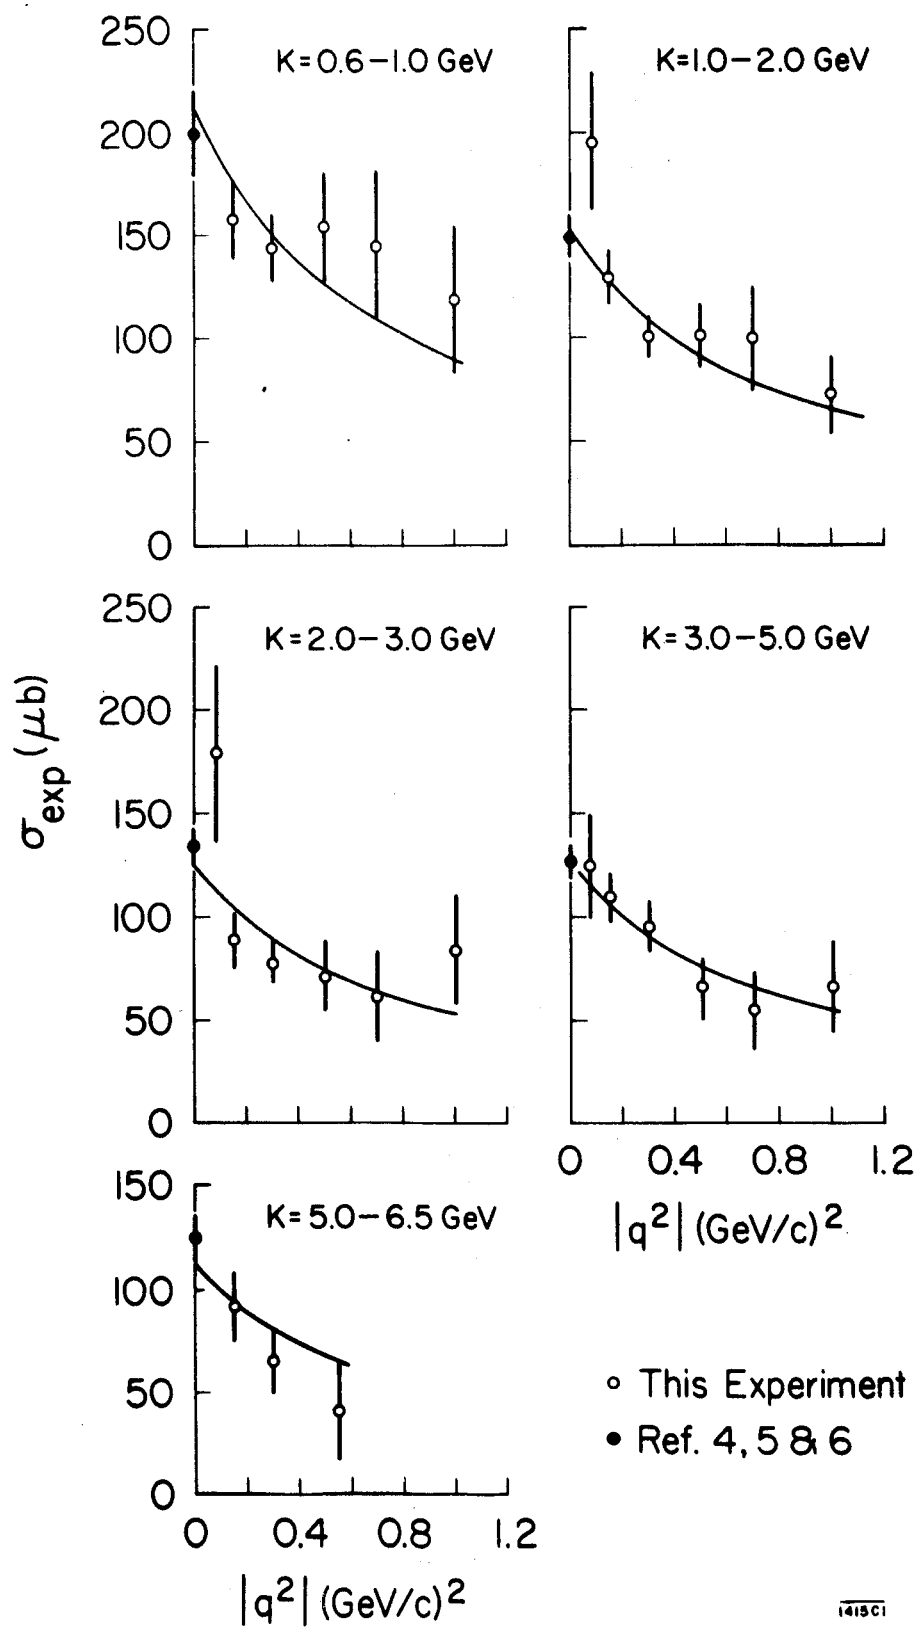 250
200
150
100
50
0
K=0.6–1.0 GeV
K=1.0–2.0 GeV
σexp (μb)
250
200
150
100
50
0
K=2.0–3.0 GeV
K=3.0–5.0 GeV
0 0.4 0.8 1.2
|q²| (GeV/c)²
150
100
50
0
K=5.0–6.5 GeV
0 0.4 0.8 1.2
|q²| (GeV/c)²
○ This Experiment
● Ref. 4, 5 & 6
1415C1